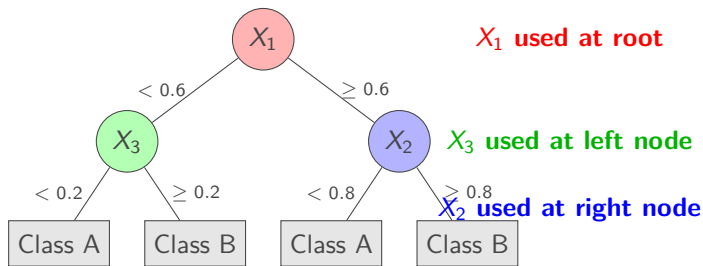 X₁
X₁ used at root
< 0.6
≥ 0.6
X₃
X₂
X₃ used at left node
< 0.2
≥ 0.2
< 0.8
≥ 0.8
X₂ used at right node
Class A
Class B
Class A
Class B